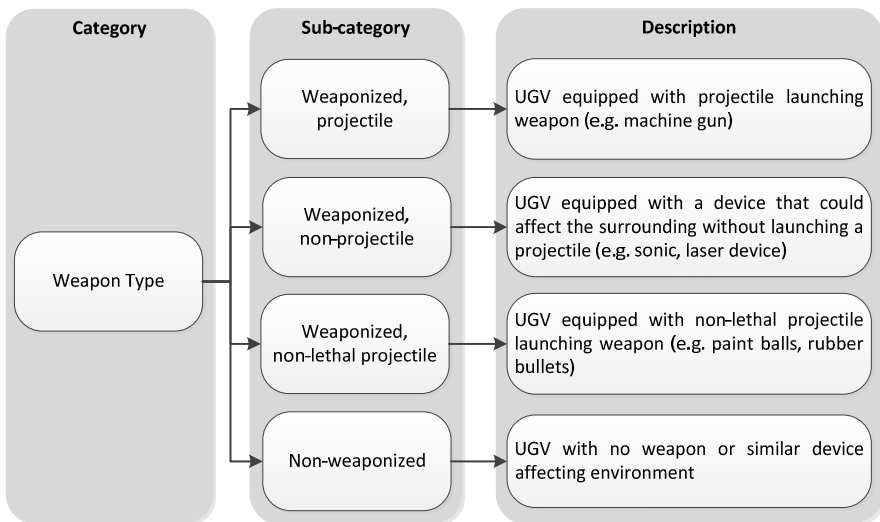 Category
Sub-category
Description
Weapon Type
Weaponized,
projectile
UGV equipped with projectile launching
weapon (e.g. machine gun)
Weaponized,
non-projectile
UGV equipped with a device that could
affect the surrounding without launching a
projectile (e.g. sonic, laser device)
Weaponized,
non-lethal projectile
UGV equipped with non-lethal projectile
launching weapon (e.g. paint balls, rubber
bullets)
Non-weaponized
UGV with no weapon or similar device
affecting environment